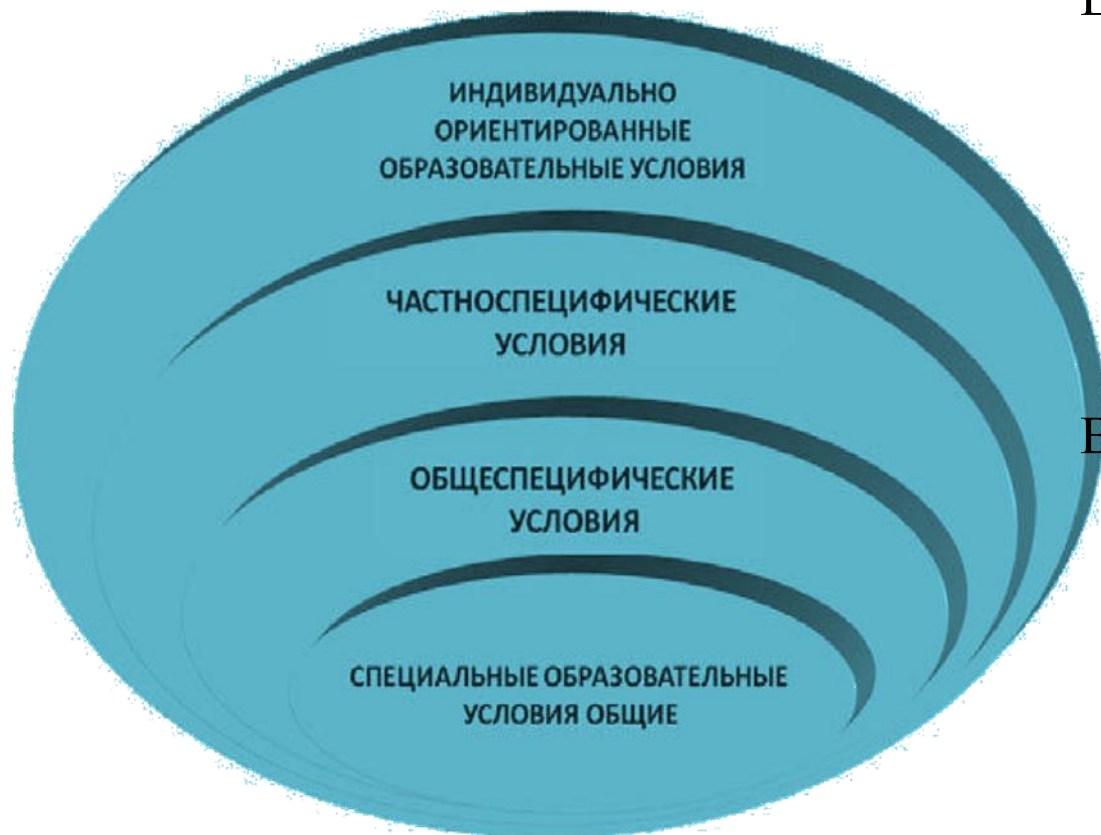 ИНДИВИДУАЛЬНО
ОРИЕНТИРОВАННЫЕ
ОБРАЗОВАТЕЛЬНЫЕ УСЛОВИЯ
ЧАСТНОСПЕЦИФИЧЕСКИЕ
УСЛОВИЯ
ОБЩЕСПЕЦИФИЧЕСКИЕ
УСЛОВИЯ
СПЕЦИАЛЬНЫЕ ОБРАЗОВАТЕЛЬНЫЕ
УСЛОВИЯ ОБЩИЕ